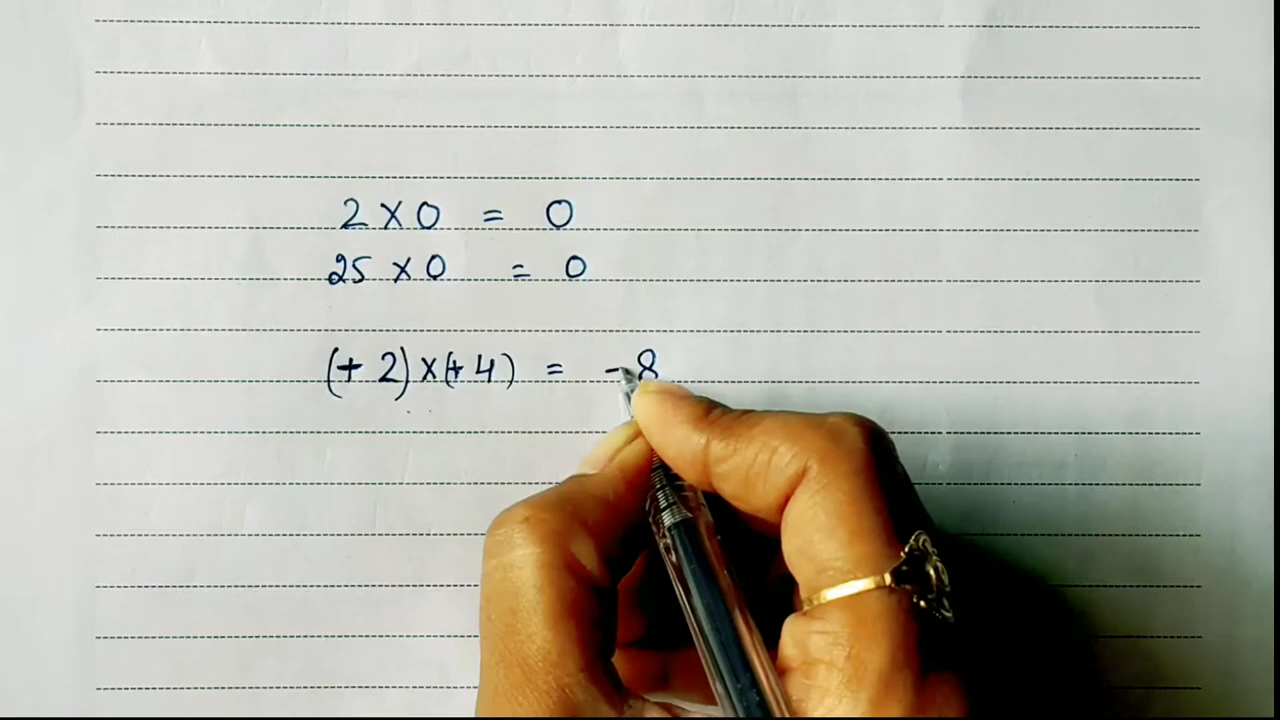 2 × 0 = 0
25 × 0 = 0
(+ 2) × (+ 4) = -8